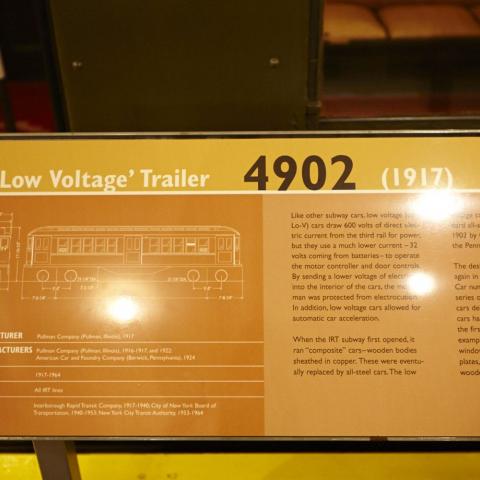 Low Voltage' Trailer 4902 (1917)
TURER Pullman Company (Pullman, Illinois)
FACTURERS Pullman Company (Pullman, Illinois), 1916-1917, and 1922;
American Car and Foundry Company (Berwick, Pennsylvania), 1924
1917-1964
All IRT lines
Interborough Rapid Transit Company, 1917-1940; City of New York Board of
Transportation, 1940-1953; New York City Transit Authority, 1953-1964
Like other subway cars, low voltage
Lo-V) cars draw 600 volts of direct elec-
tric current from the third rail for power,
but they use a much lower current – 32
volts coming from batteries – to operate
the motor controller and door controls.
By sending a lower voltage of
into the interior of the cars, the
man was protected from electrocution.
In addition, low voltage cars allowed for
automatic car acceleration.
When the IRT subway first opened, it
ran "composite" cars – wooden bodies
sheathed in copper. These were eventu-
ally replaced by all-steel cars. The low
1902 by
the Penn
The des
again in
Car num
series o
cars de
cars ha
the first
examp
window
plates,
woode